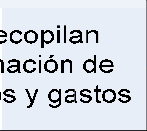 ecopilan
mación de
os y gastos